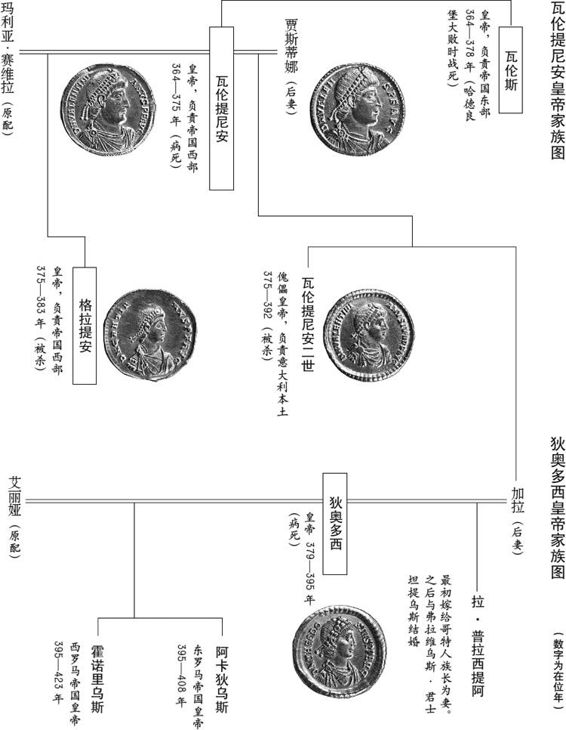 瓦伦提尼安皇帝家族图
瓦伦斯
皇帝,负责帝国东部
364—378年(哈德良
堡大败时战死)
贾斯蒂娜(后妻)
瓦伦提尼安
皇帝,负责帝国西部
364—375年(病死)
玛利亚·赛维拉(原配)
瓦伦提尼安二世
傀儡皇帝,负责意大利本土
375—392(被杀)
格拉提安
皇帝,负责帝国西部
375—383年(被杀)
狄奥多西皇帝家族图
(数字为在位年)
加拉(后妻)
狄奥多西
皇帝 379—395年
(病死)
艾丽娅(原配)
拉·普拉西提阿
最初嫁给哥特人族长为妻。
之后与弗拉维乌斯·君士
坦提乌斯结婚
阿卡狄乌斯
东罗马帝国皇帝
395—408年
霍诺里乌斯
西罗马帝国皇帝
395—423年